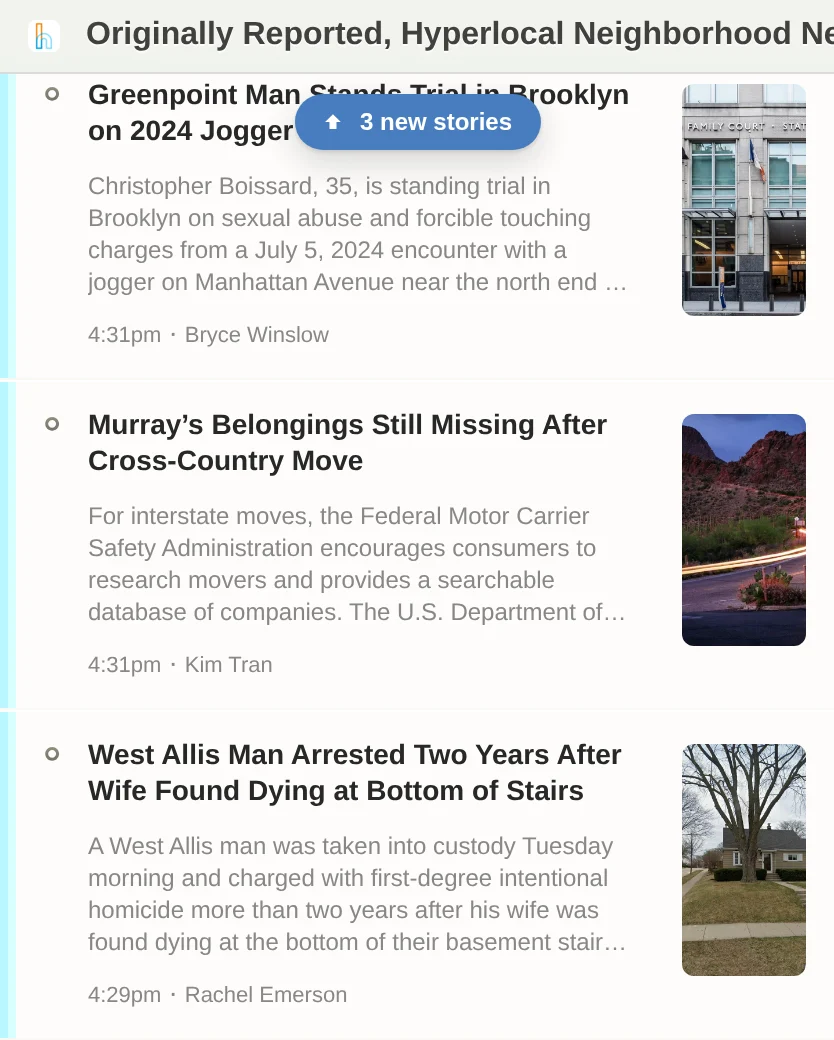 Originally Reported, Hyperlocal Neighborhood Ne
Greenpoint Man Stands Trial in Brooklyn
on 2024 Jogger
3 new stories
Christopher Boissard, 35, is standing trial in
Brooklyn on sexual abuse and forcible touching
charges from a July 5, 2024 encounter with a
jogger on Manhattan Avenue near the north end …
4:31pm · Bryce Winslow
FAMILY COURT · STAT
Murray’s Belongings Still Missing After
Cross-Country Move
For interstate moves, the Federal Motor Carrier
Safety Administration encourages consumers to
research movers and provides a searchable
database of companies. The U.S. Department of…
4:31pm · Kim Tran
West Allis Man Arrested Two Years After
Wife Found Dying at Bottom of Stairs
A West Allis man was taken into custody Tuesday
morning and charged with first-degree intentional
homicide more than two years after his wife was
found dying at the bottom of their basement stair…
4:29pm · Rachel Emerson